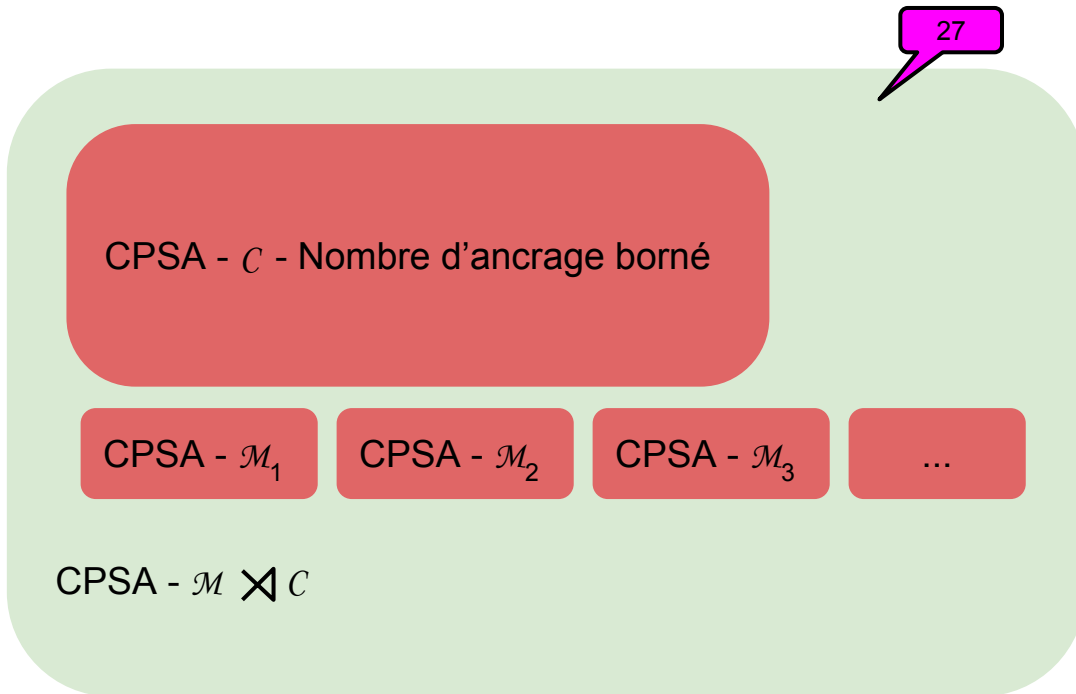 27
CPSA - 𝒞 - Nombre d’ancrage borné
CPSA - ℳ₁
CPSA - ℳ₂
CPSA - ℳ₃
...
CPSA - ℳ ⋊ 𝒞